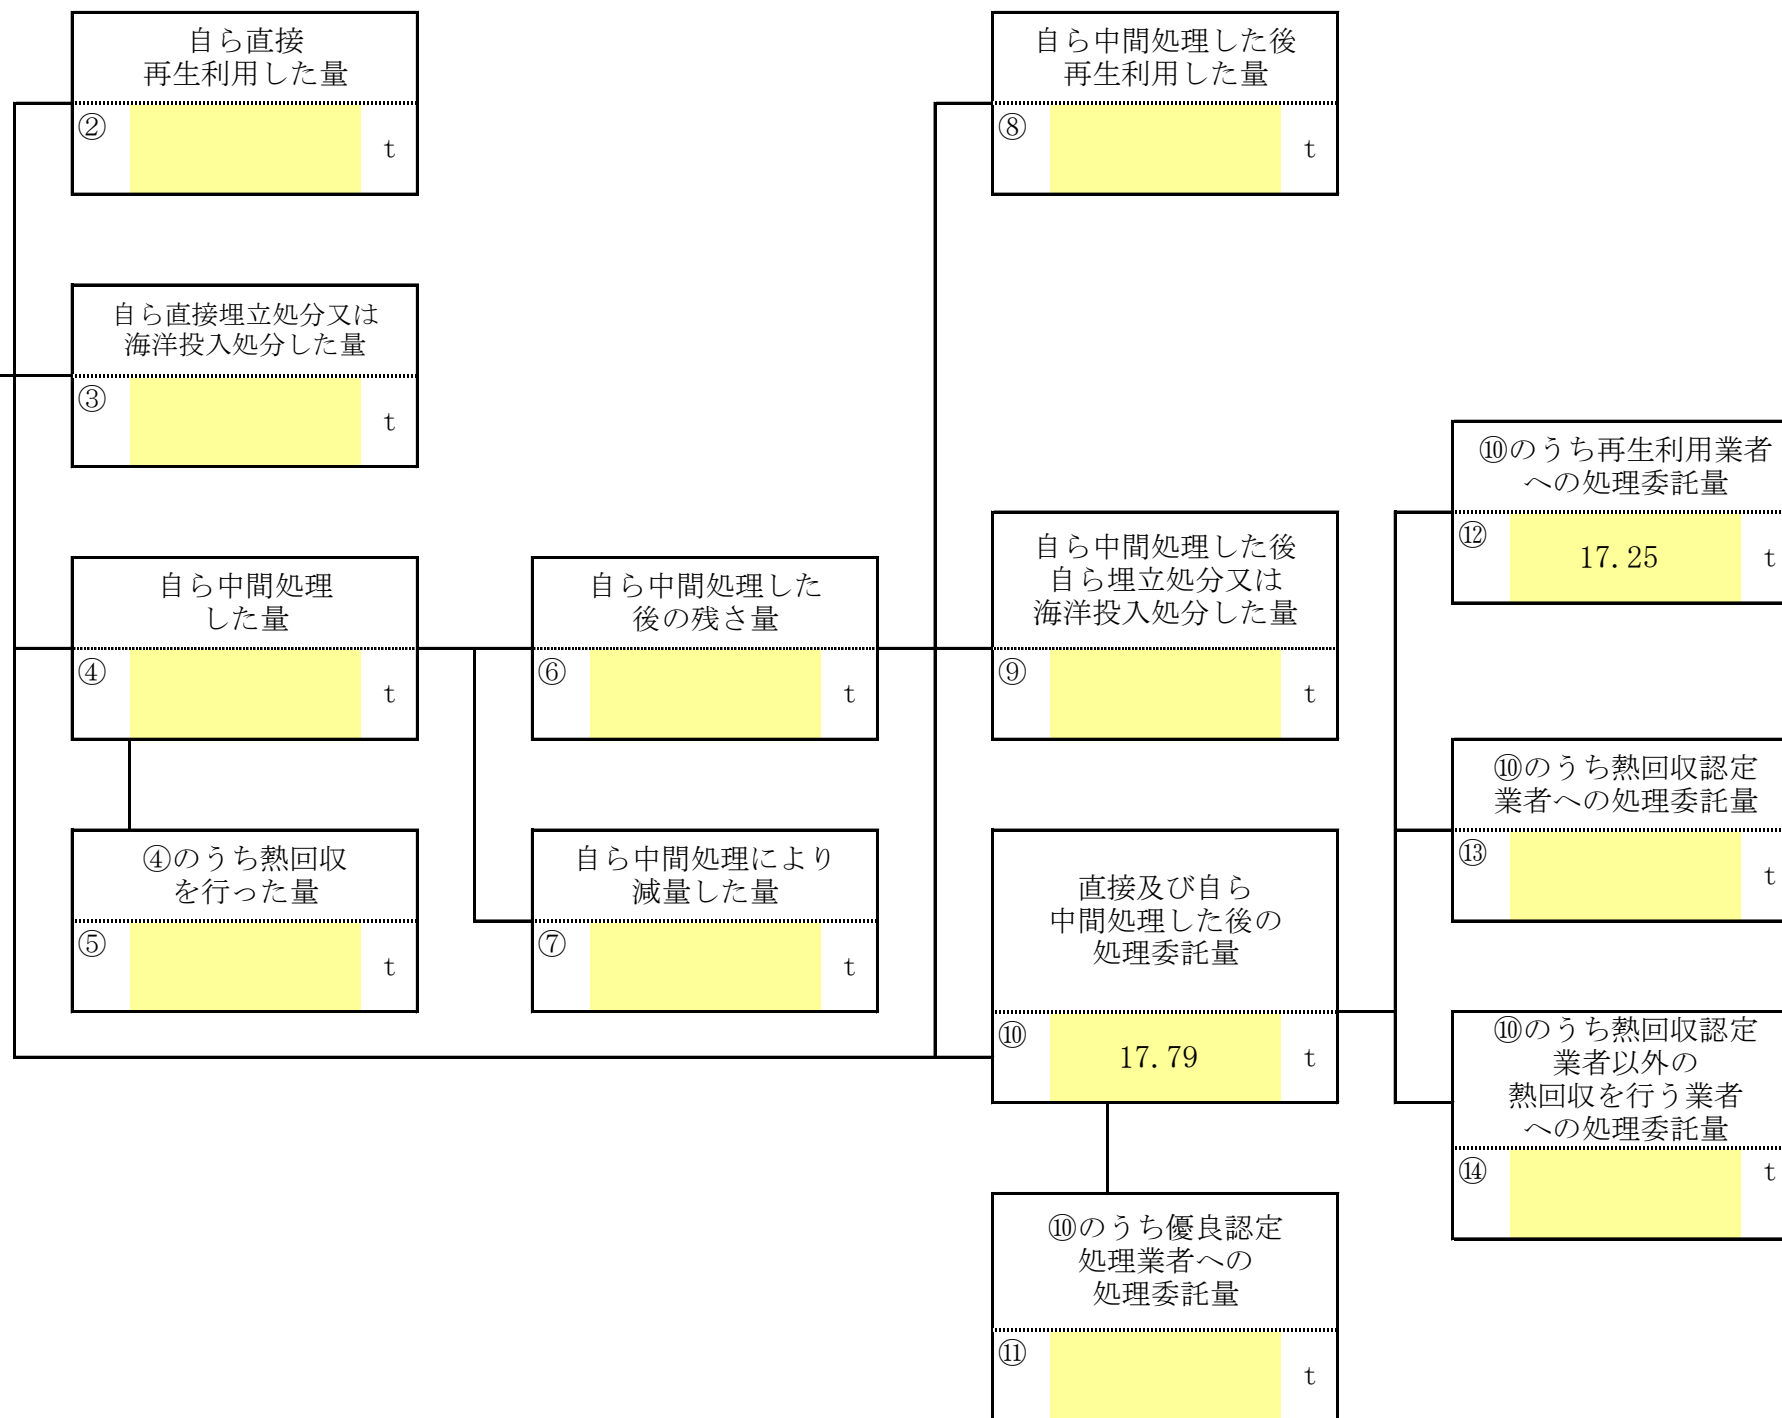 自ら直接
再生利用した量
②
t
自ら中間処理した後
再生利用した量
⑧
t
自ら直接埋立処分又は
海洋投入処分した量
③
t
⑩のうち再生利用業者
への処理委託量
⑫
17.25
t
自ら中間処理
した量
④
t
自ら中間処理した
後の残さ量
⑥
t
自ら中間処理した後
自ら埋立処分又は
海洋投入処分した量
⑨
t
⑩のうち熱回収認定
業者への処理委託量
⑬
t
④のうち熱回収
を行った量
⑤
t
自ら中間処理により
減量した量
⑦
t
直接及び自ら
中間処理した後の
処理委託量
⑩
17.79
t
⑩のうち熱回収認定
業者以外の
熱回収を行う業者
への処理委託量
⑭
t
⑩のうち優良認定
処理業者への
処理委託量
⑪
t